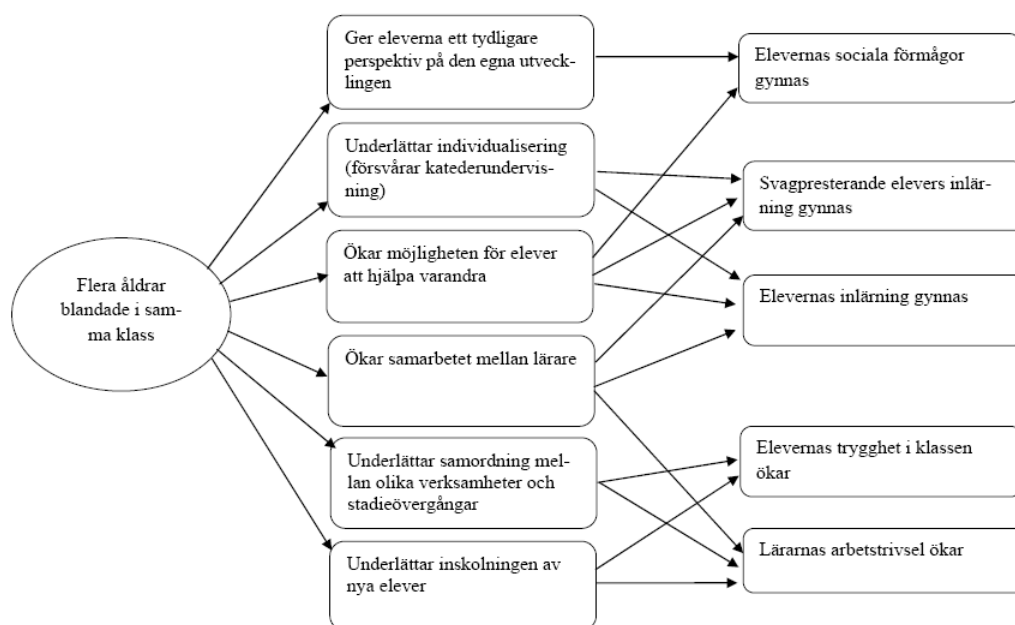 Flera åldrar
blandade i sam-
ma klass
Ger eleverna ett tydligare
perspektiv på den egna utveck-
lingen
Underlättar individualisering
(försvårar katederundervis-
ning)
Ökar möjligheten för elever
att hjälpa varandra
Ökar samarbetet mellan lärare
Underlättar samordning mel-
lan olika verksamheter och
stadieövergångar
Underlättar inskolningen av
nya elever
Elevernas sociala förmågor
gynnas
Svagpresterande elevers inlär-
ning gynnas
Elevernas inlärning gynnas
Elevernas trygghet i klassen
ökar
Lärarnas arbetstrivsel ökar